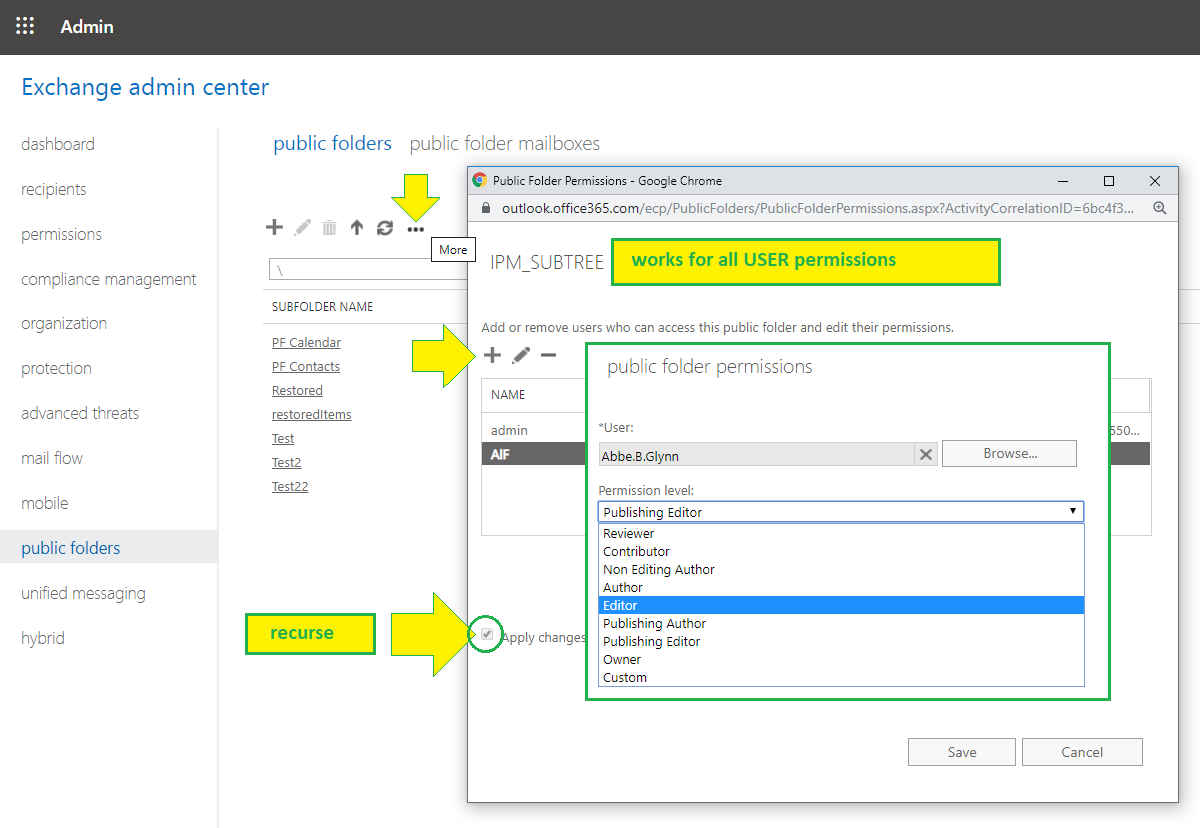 Admin
Exchange admin center
dashboard
recipients
permissions
compliance management
organization
protection
advanced threats
mail flow
mobile
public folders
unified messaging
hybrid
public folders public folder mailboxes
More
\
SUBFOLDER NAME
PF Calendar
PF Contacts
Restored
restoredItems
Test
Test2
Test22
recurse
Public Folder Permissions - Google Chrome
outlook.office365.com/ecp/PublicFolders/PublicFolderPermissions.aspx?ActivityCorrelationID=6bc4f3...
IPM_SUBTREE
works for all USER permissions
Add or remove users who can access this public folder and edit their permissions.
NAME
admin
550...
AIF
Apply changes
public folder permissions
*User:
Abbe.B.Glynn
Browse...
Permission level:
Publishing Editor
Reviewer
Contributor
Non Editing Author
Author
Editor
Publishing Author
Publishing Editor
Owner
Custom
Save Cancel